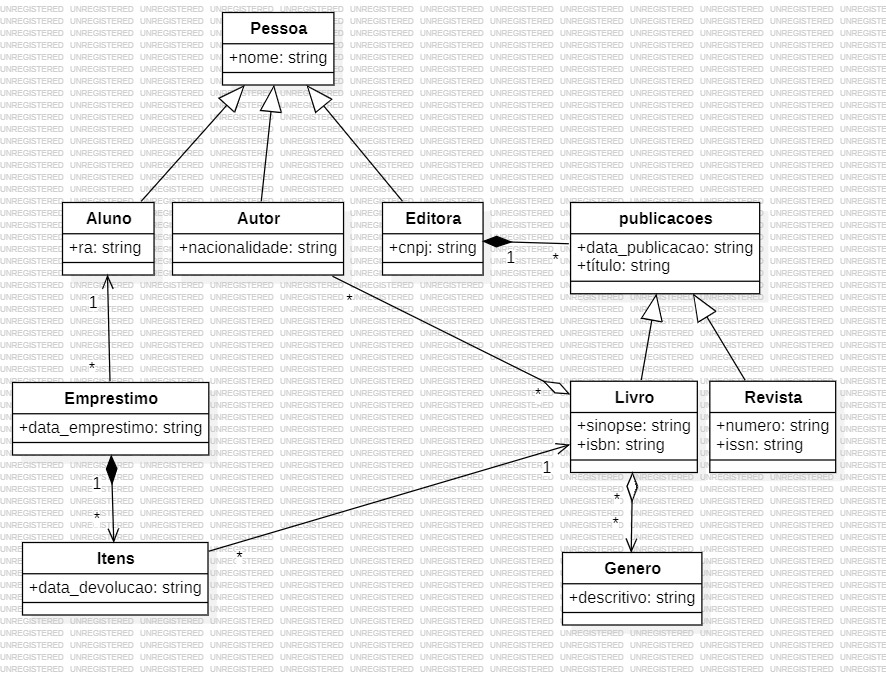 Pessoa
+nome: string
Aluno
+ra: string
Autor
+nacionalidade: string
Editora
+cnpj: string
1
*
publicacoes
+data_publicacao: string
+título: string
1
*
*
*
Emprestimo
+data_emprestimo: string
Livro
+sinopse: string
+isbn: string
Revista
+numero: string
+issn: string
1
*
1
*
*
*
Itens
+data_devolucao: string
Genero
+descritivo: string
UNREGISTERED